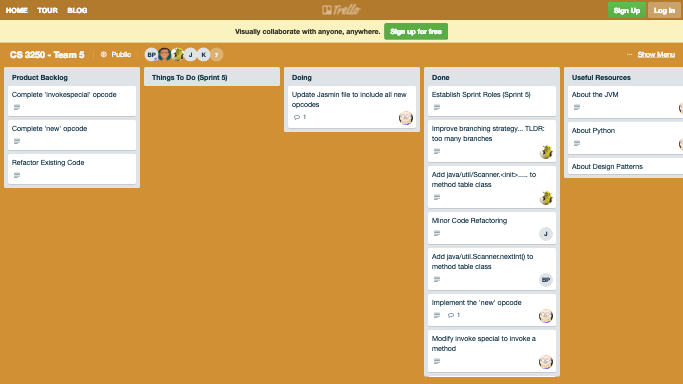 HOME TOUR BLOG Trello Sign Up Log In
Visually collaborate with anyone, anywhere. Sign up for free
CS 3250 - Team 5 Public BP J K 7 ... Show Menu
Product Backlog
Complete 'invokespecial' opcode
Complete 'new' opcode
Refactor Existing Code
Things To Do (Sprint 5)
Doing
Update Jasmin file to include all new
opcodes
1
Done
Establish Sprint Roles (Sprint 5)
Improve branching strategy... TLDR:
too many branches
Add java/util/Scanner.<init>..... to
method table class
Minor Code Refactoring
J
Add java/util.Scanner.nextInt() to
method table class
BP
Implement the 'new' opcode
1
Modify invoke special to invoke a
method
Useful Resources
About the JVM
About Python
About Design Patterns